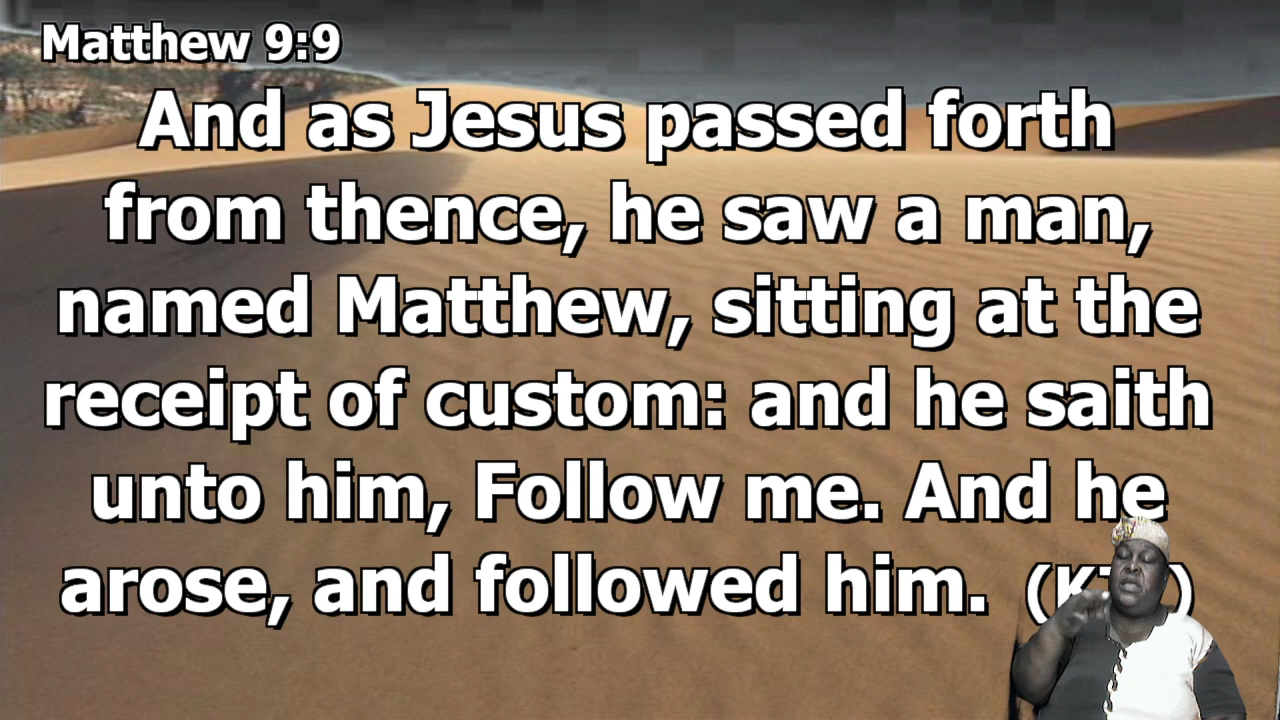 Matthew 9:9
And as Jesus passed forth
from thence, he saw a man,
named Matthew, sitting at the
receipt of custom: and he saith
unto him, Follow me. And he
arose, and followed him.